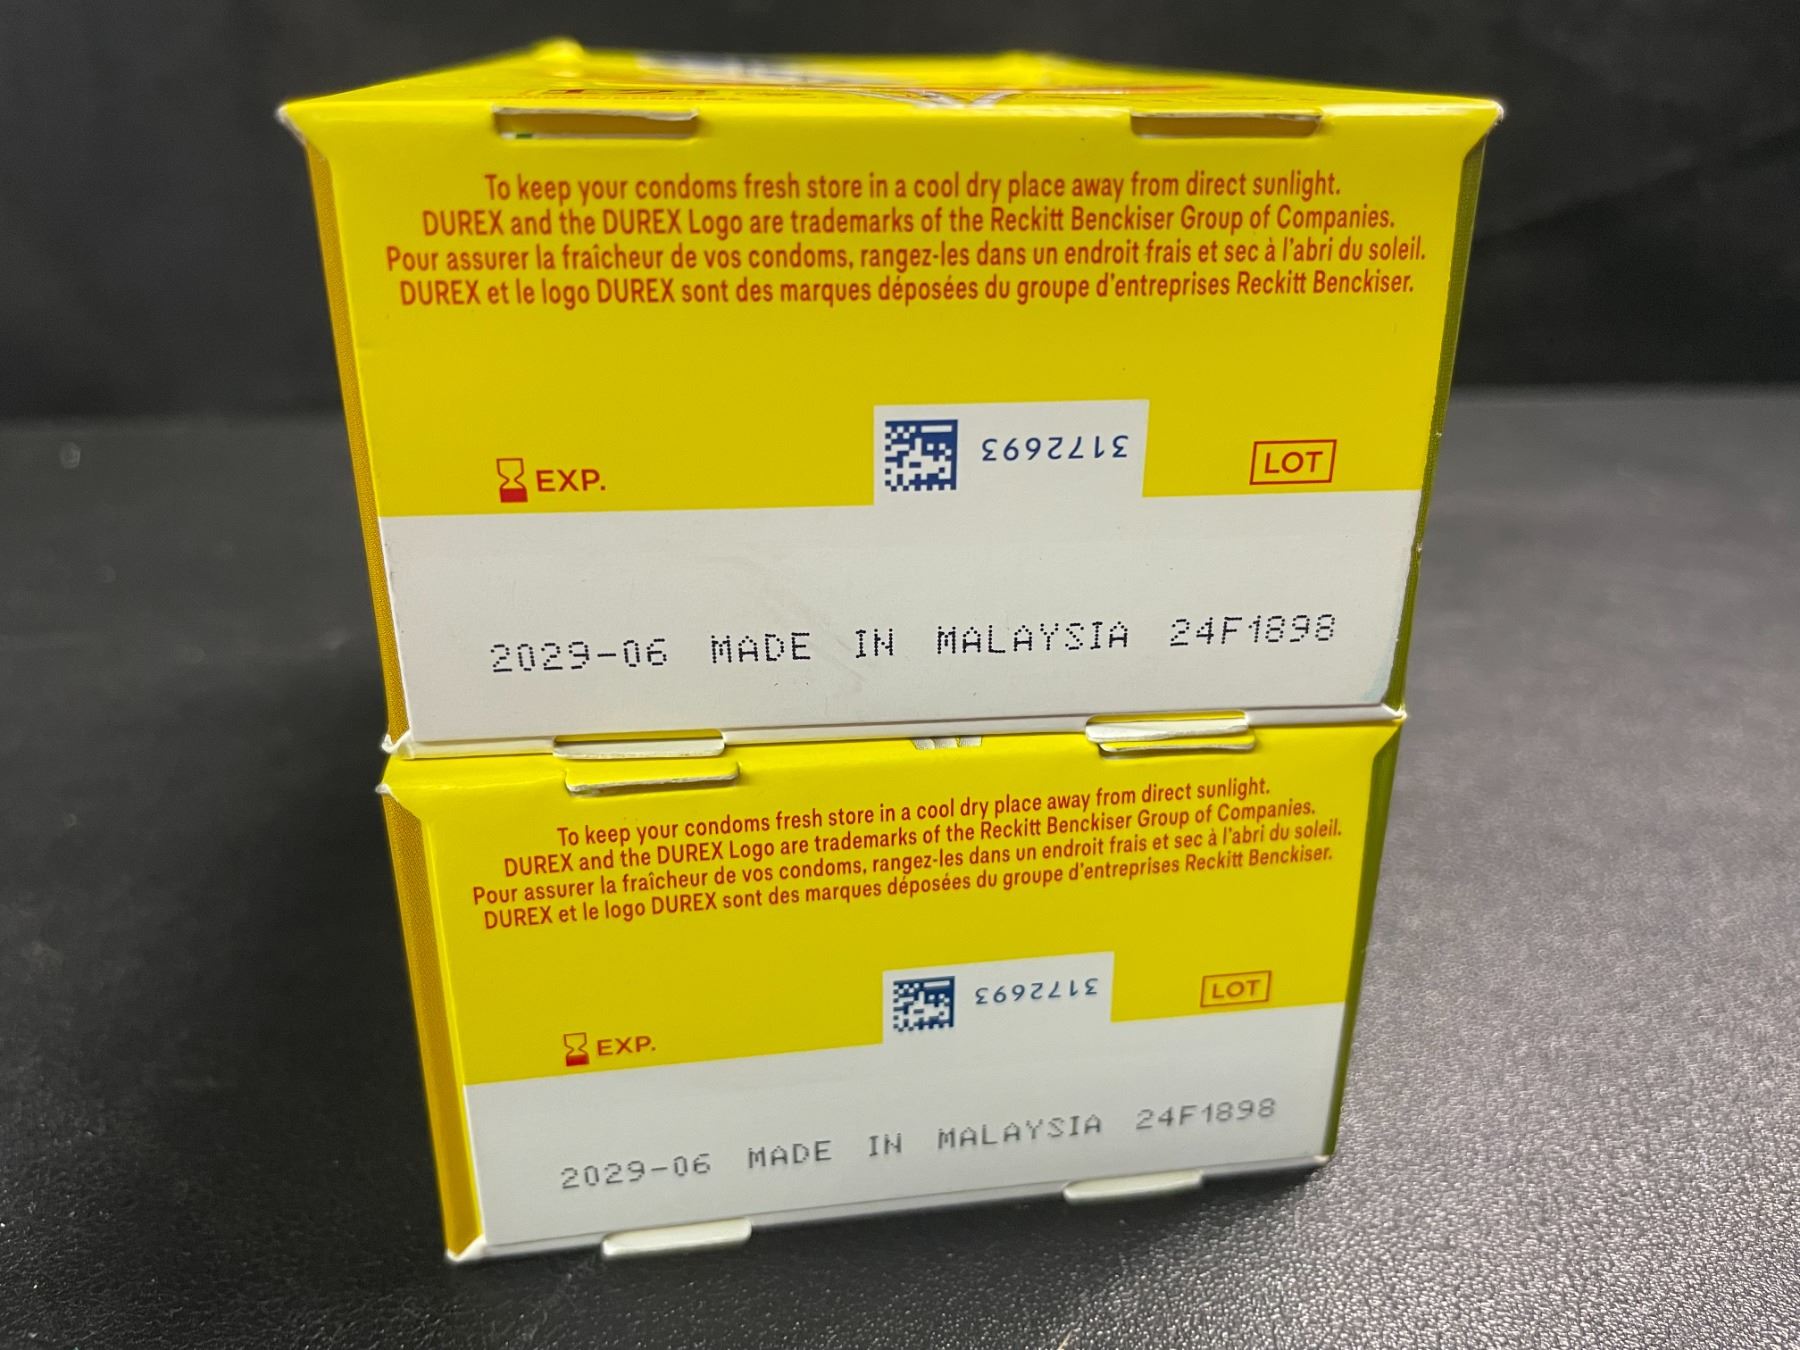 To keep your condoms fresh store in a cool dry place away from direct sunlight.
DUREX and the DUREX Logo are trademarks of the Reckitt Benckiser Group of Companies.
Pour assurer la fraîcheur de vos condoms, rangez-les dans un endroit frais et sec à l'abri du soleil.
DUREX et le logo DUREX sont des marques déposées du groupe d'entreprises Reckitt Benckiser.
3172693
EXP.
LOT
2029-06 MADE IN MALAYSIA 24F1898
To keep your condoms fresh store in a cool dry place away from direct sunlight.
DUREX and the DUREX Logo are trademarks of the Reckitt Benckiser Group of Companies.
Pour assurer la fraîcheur de vos condoms, rangez-les dans un endroit frais et sec à l'abri du soleil.
DUREX et le logo DUREX sont des marques déposées du groupe d'entreprises Reckitt Benckiser.
3172693
LOT
EXP.
2029-06 MADE IN MALAYSIA 24F1898